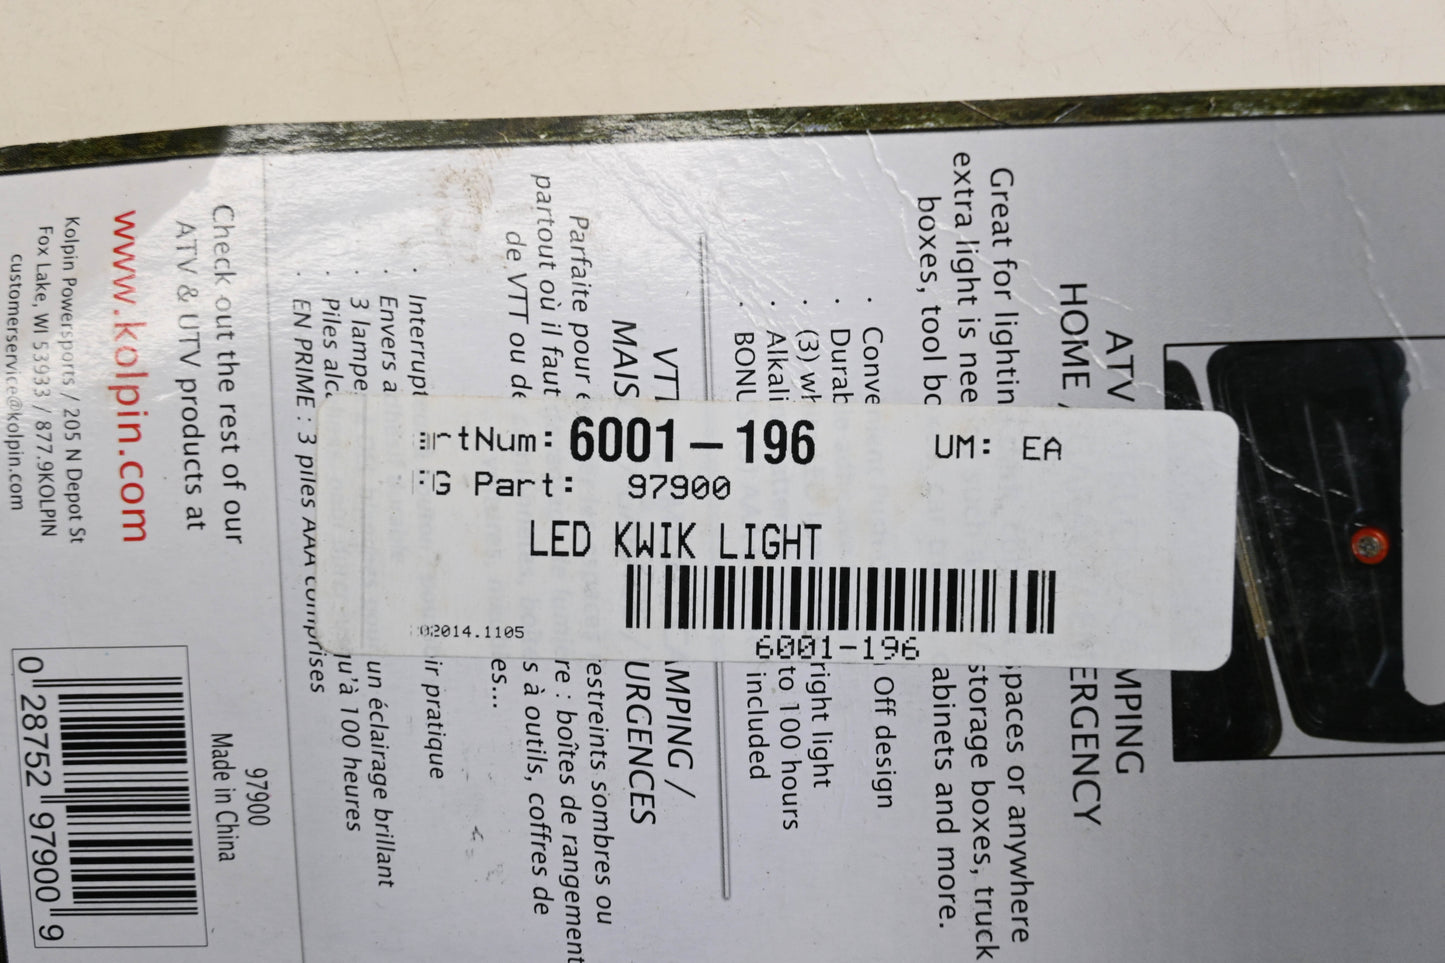 rtNum: 6001-196 UM: EA
G Part: 97900
LED KWIK LIGHT
2014.1105
6001-196
ATV
HOME MPING
ERGENCY
Great for lightin paces or anywhere
extra light is nee storage boxes, truck
boxes, tool bo abinets and more.
· Conve Off design
· Durab
· (3) wh right light
· Alkali to 100 hours
· BONU included
VTT MPING /
MAIS URGENCES
Parfaite pour e estreints sombres ou
partout où il faut re : boîtes de rangement
de VTT ou de s à outils, coffres de
es...
· Interrupt ir pratique
· Envers a
· 3 lampe un éclairage brillant
· Piles alca qu'à 100 heures
· EN PRIME : 3 piles AAA comprises
Check out the rest of our
ATV & UTV products at
www.kolpin.com
Kolpin Powersports / 205 N Depot St
Fox Lake, WI 53933 / 877.9KOLPIN
customerservice@kolpin.com
97900
Made in China
0 28752 97900 9